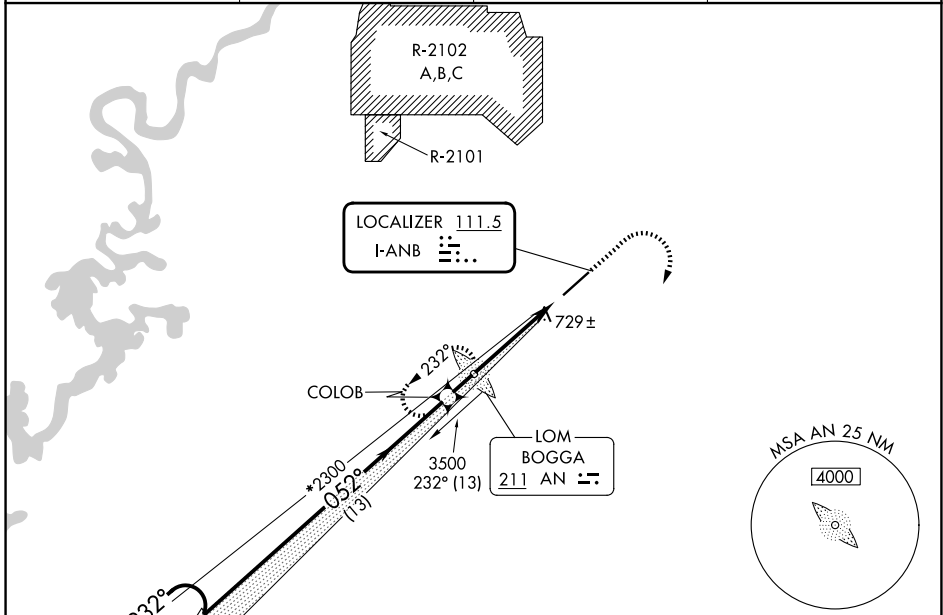 R-2102
A,B,C
R-2101
LOCALIZER 111.5
I-ANB
729±
232°
COLOB
LOM
BOGGA
211 AN
3500
232° (13)
*2300
052°
(13)
MSA AN 25 NM
4000
232°